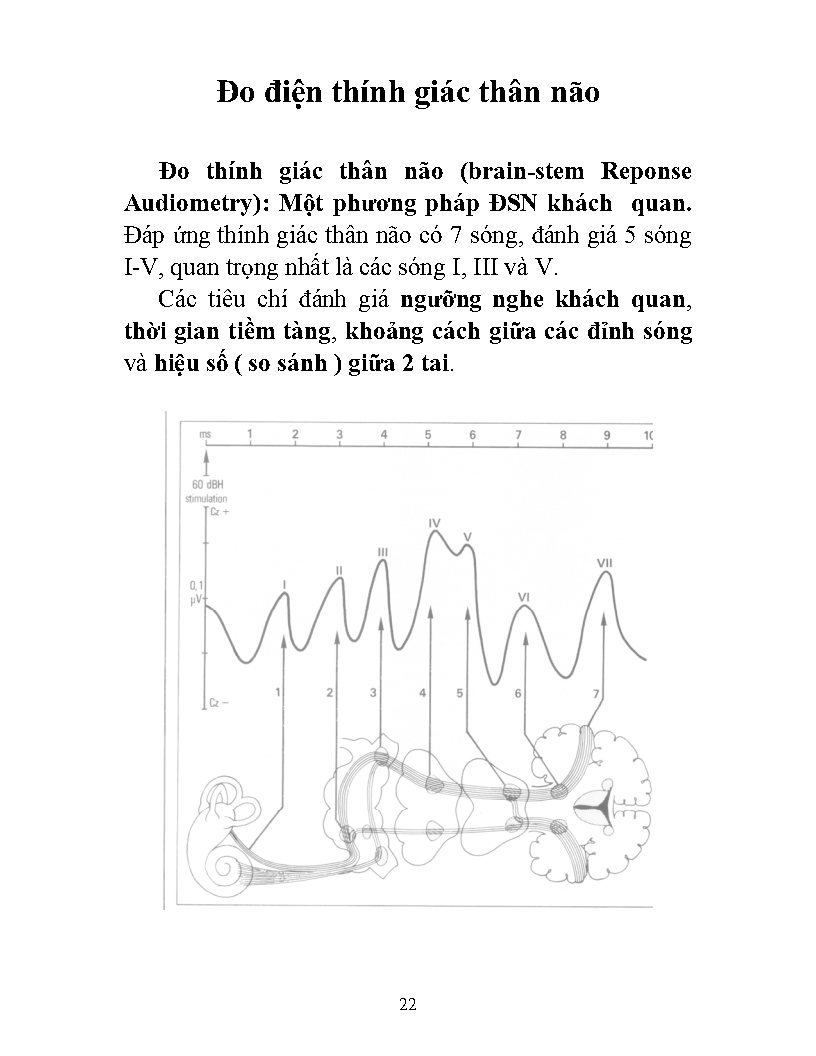 Đo điện thính giác thân não
Đo thính giác thân não (brain-stem Reponse
Audiometry): Một phương pháp ĐSN khách quan.
Đáp ứng thính giác thân não có 7 sóng, đánh giá 5 sóng
I-V, quan trọng nhất là các sóng I, III và V.
Các tiêu chí đánh giá ngưỡng nghe khách quan,
thời gian tiềm tàng, khoảng cách giữa các đỉnh sóng
và hiệu số ( so sánh ) giữa 2 tai.
ms 1 2 3 4 5 6 7 8 9 10
60 dBH
stimulation
Cz +
IV
V
III
VII
II
I
0,1
µV
VI
1 2 3 4 5 6 7
Cz −
22